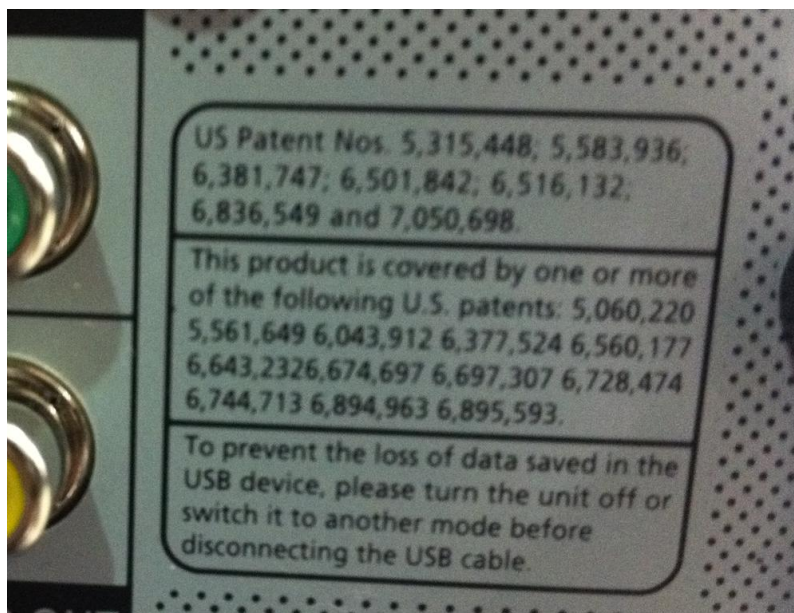 US Patent Nos. 5,315,448; 5,583,936;
6,381,747; 6,501,842; 6,516,132;
6,836,549 and 7,050,698.
This product is covered by one or more
of the following U.S. patents: 5,060,220
5,561,649 6,043,912 6,377,524 6,560,177
6,643,2326,674,697 6,697,307 6,728,474
6,744,713 6,894,963 6,895,593.
To prevent the loss of data saved in the
USB device, please turn the unit off or
switch it to another mode before
disconnecting the USB cable.
OUT